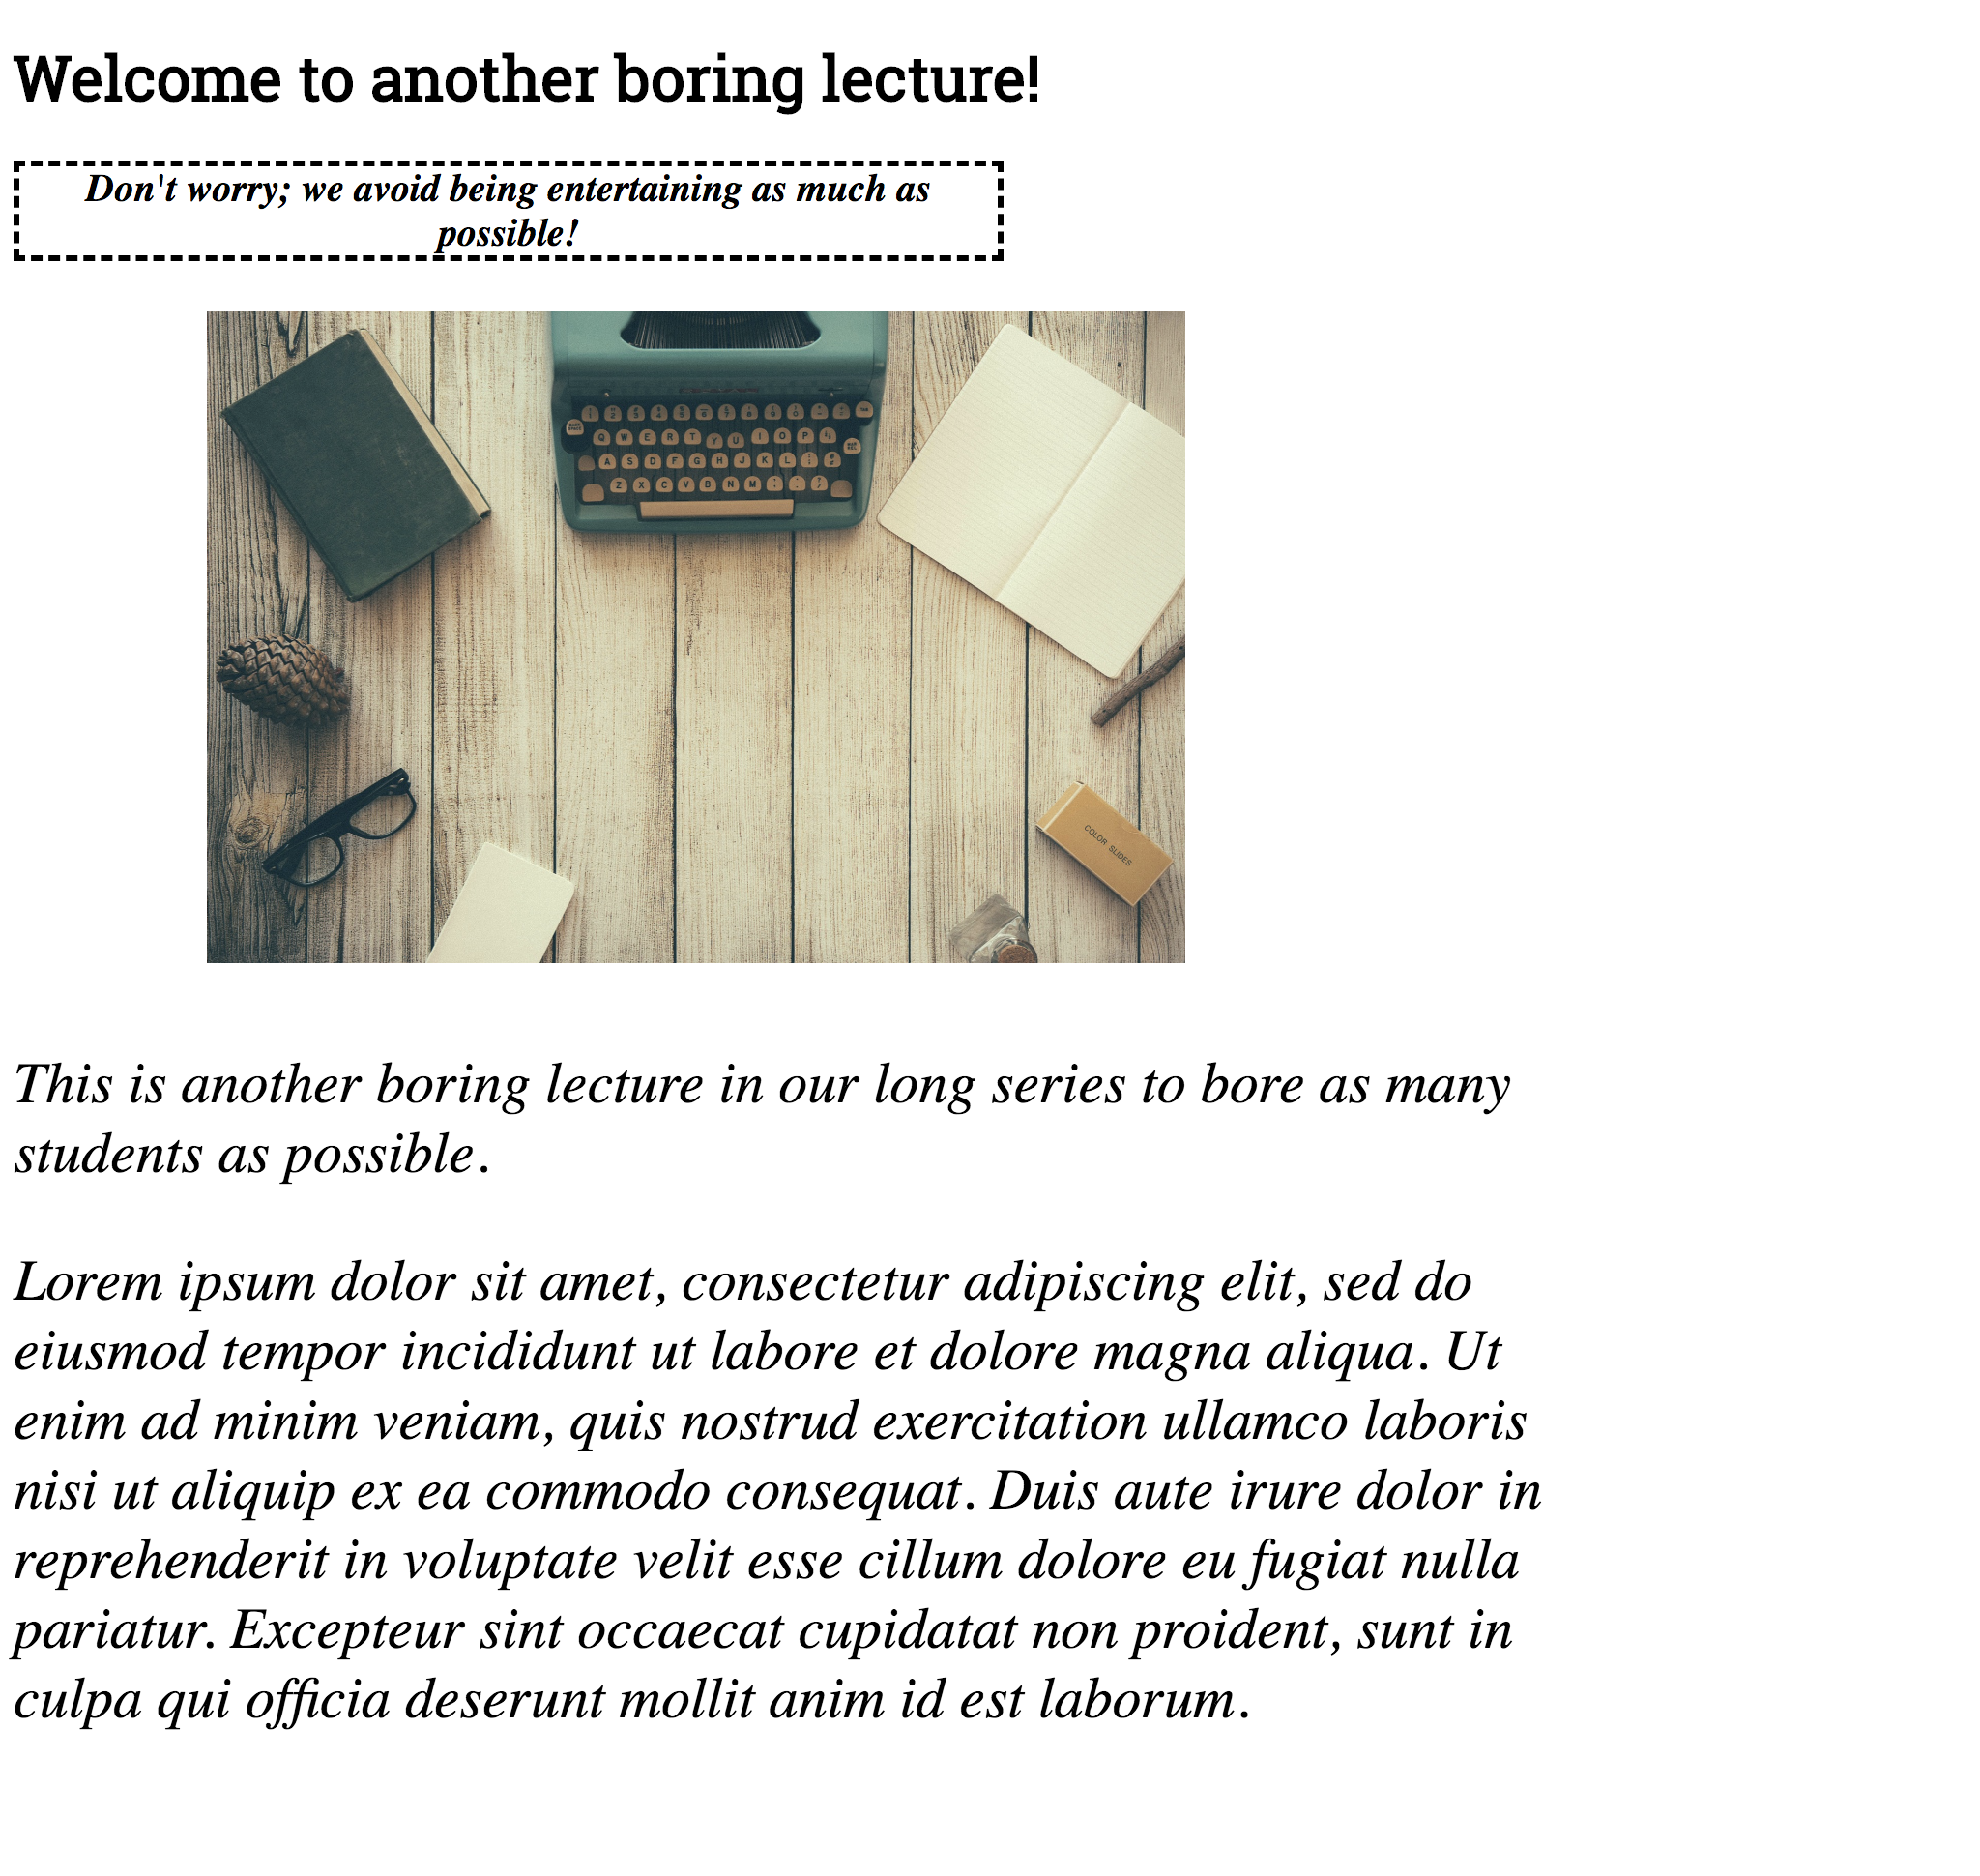 Welcome to another boring lecture!
Don't worry; we avoid being entertaining as much as
possible!
Q W E R T Y U I O P
A S D F G H J K L
Z X C V B N M
COLOR SLIDES
This is another boring lecture in our long series to bore as many
students as possible.
Lorem ipsum dolor sit amet, consectetur adipiscing elit, sed do
eiusmod tempor incididunt ut labore et dolore magna aliqua. Ut
enim ad minim veniam, quis nostrud exercitation ullamco laboris
nisi ut aliquip ex ea commodo consequat. Duis aute irure dolor in
reprehenderit in voluptate velit esse cillum dolore eu fugiat nulla
pariatur. Excepteur sint occaecat cupidatat non proident, sunt in
culpa qui officia deserunt mollit anim id est laborum.